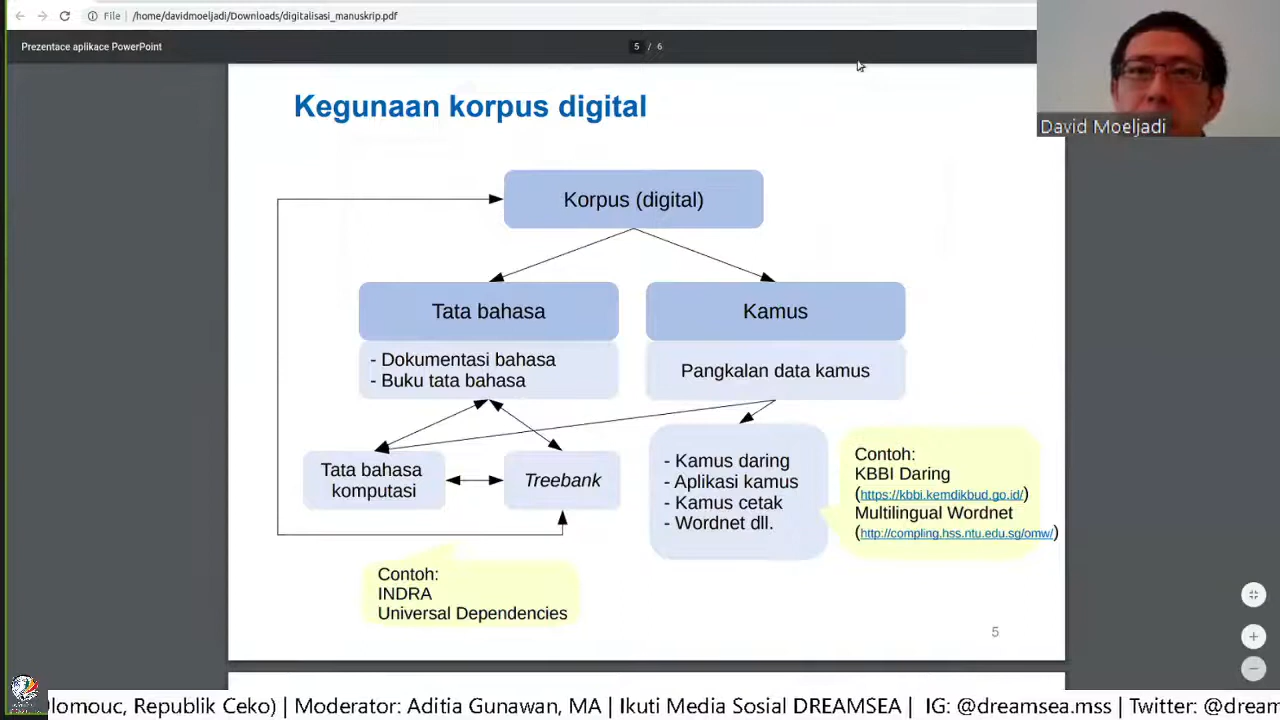 File
/home/davidmoeljadi/Downloads/digitalisasi_manuskrip.pdf
Prezentace aplikace PowerPoint
5 / 6
David Moeljadi
Kegunaan korpus digital
Korpus (digital)
Tata bahasa
- Dokumentasi bahasa
- Buku tata bahasa
Kamus
Pangkalan data kamus
Tata bahasa
komputasi
Treebank
- Kamus daring
- Aplikasi kamus
- Kamus cetak
- Wordnet dll.
Contoh:
KBBI Daring
(https://kbbi.kemdikbud.go.id/)
Multilingual Wordnet
(http://compling.hss.ntu.edu.sg/omw/)
Contoh:
INDRA
Universal Dependencies
5
lomouc, Republik Ceko) | Moderator: Aditia Gunawan, MA | Ikuti Media Sosial DREAMSEA | IG: @dreamsea.mss | Twitter: @dream